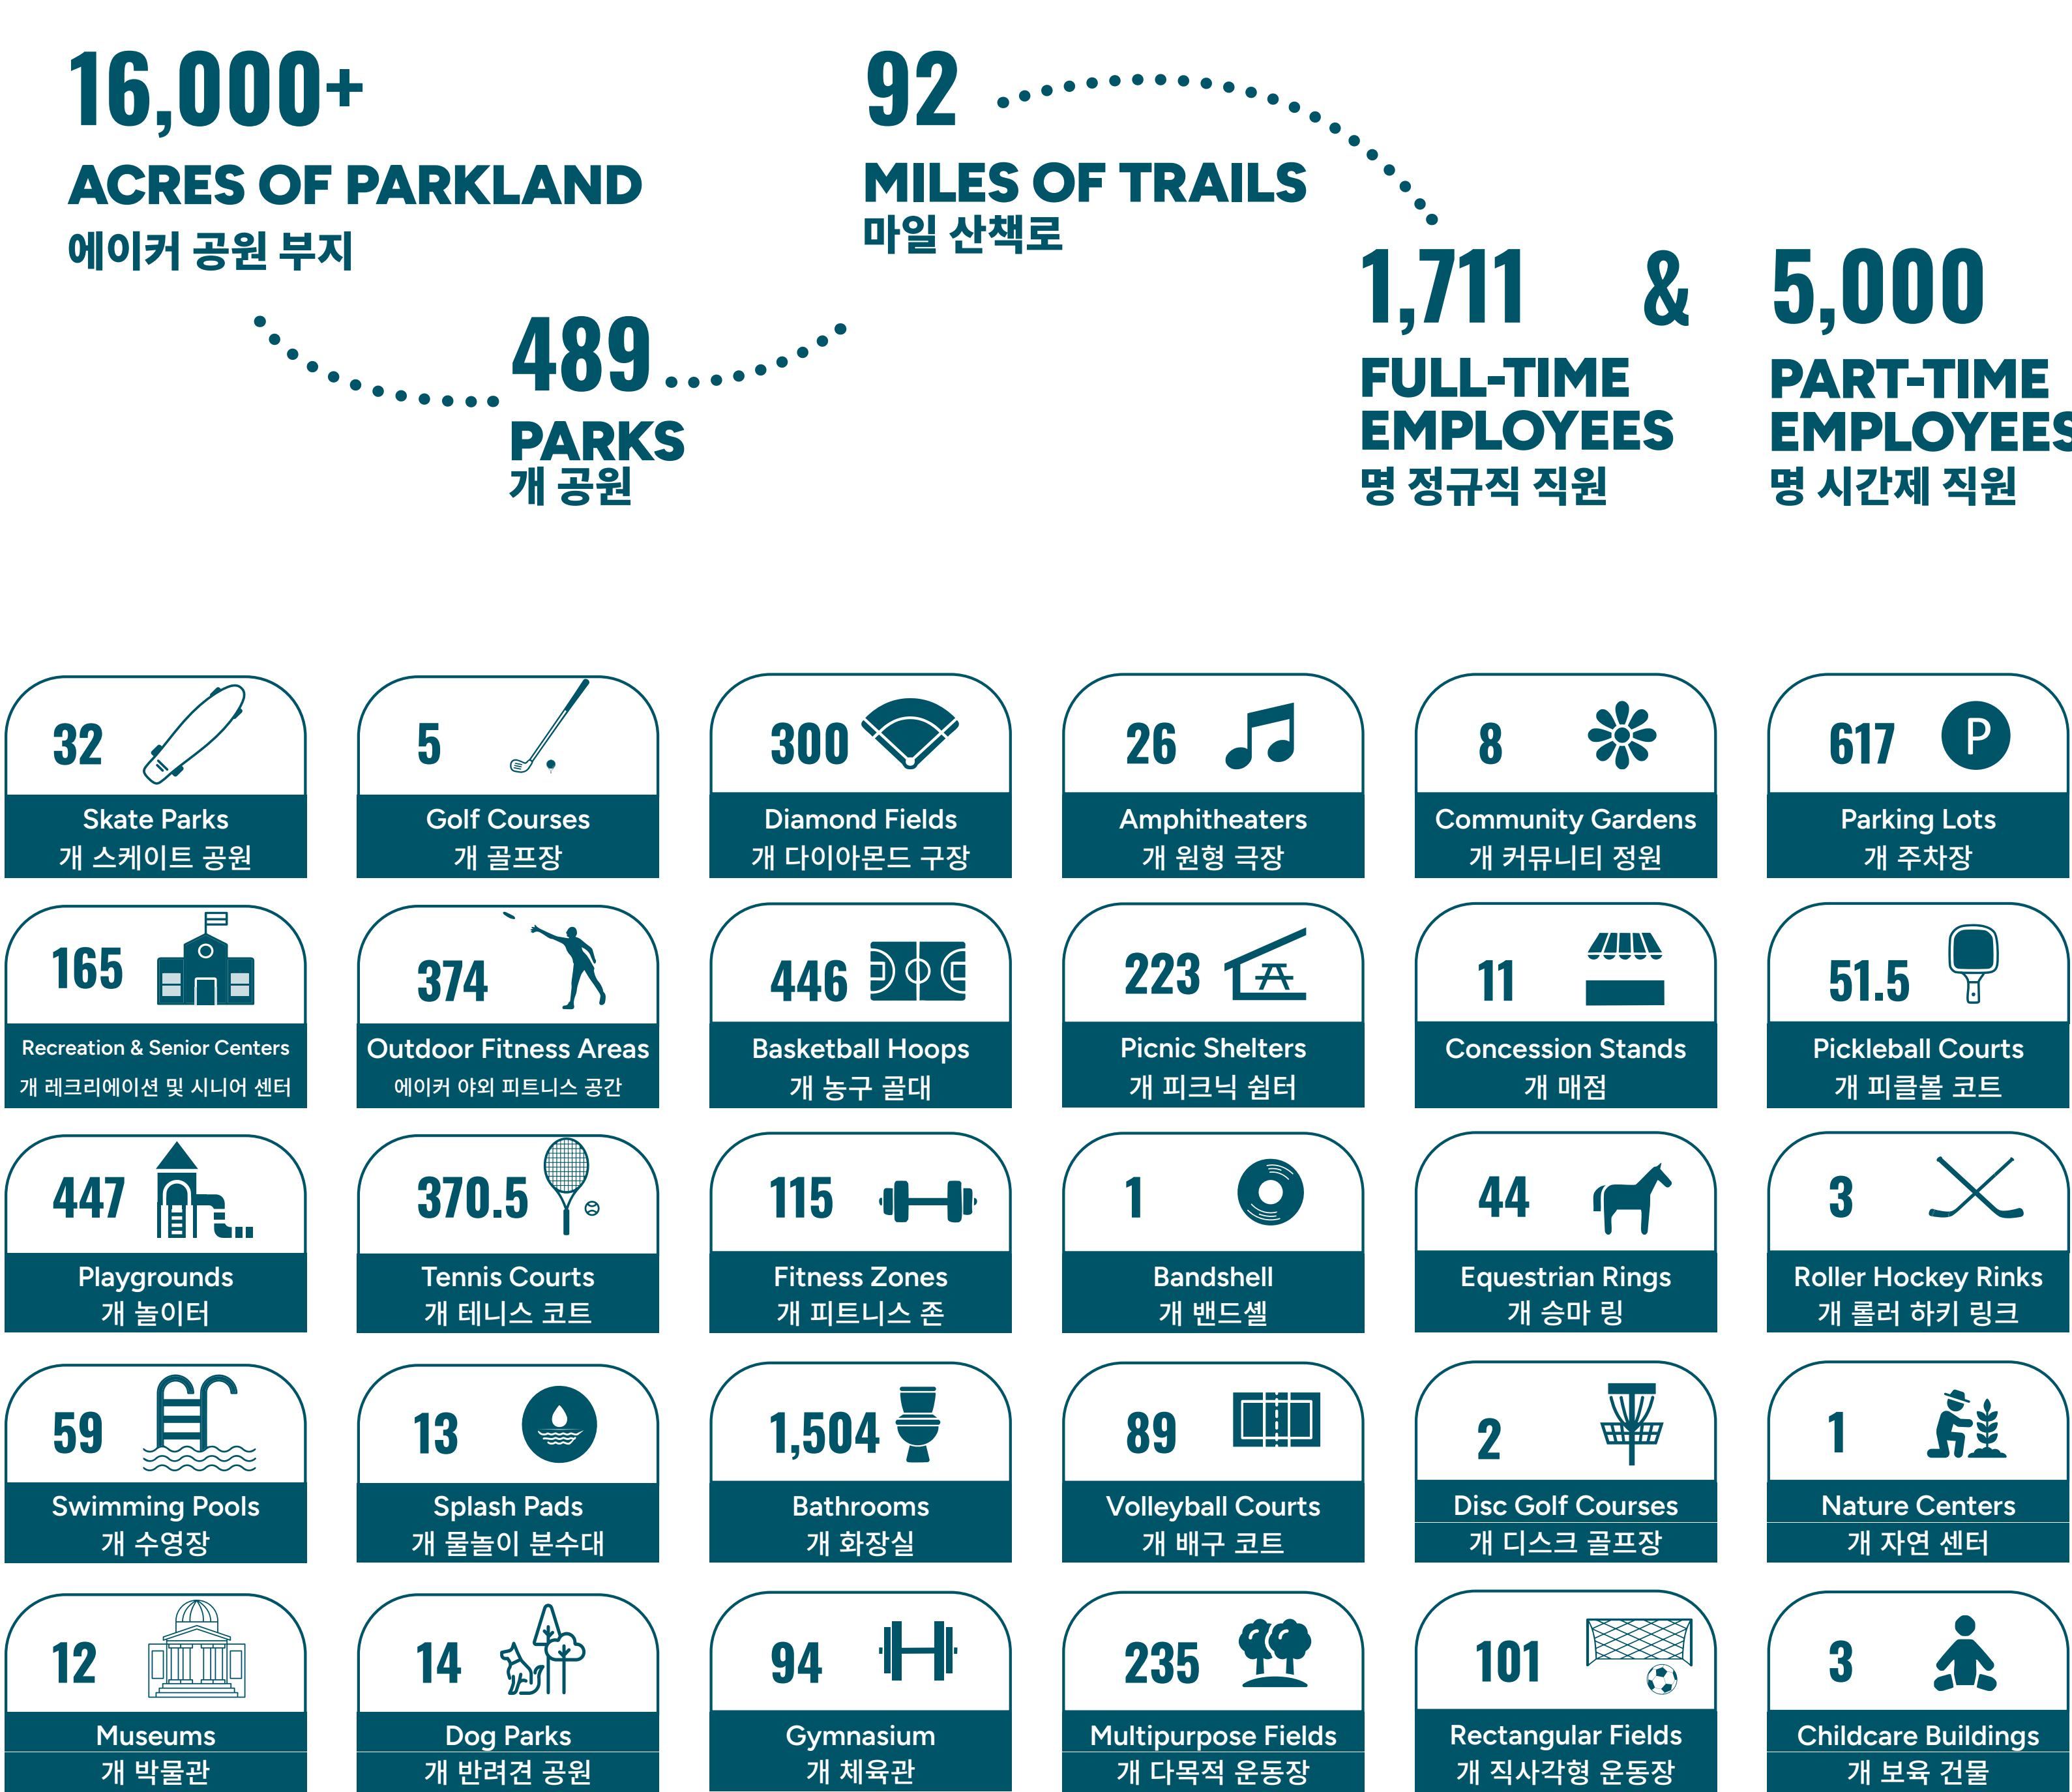 16,000+
ACRES OF PARKLAND
에이커 공원 부지
489
PARKS
개 공원
92
MILES OF TRAILS
마일 산책로
1,711
FULL-TIME
EMPLOYEES
명 정규직 직원
&
5,000
PART-TIME
EMPLOYEES
명 시간제 직원
32
Skate Parks
개 스케이트 공원
5
Golf Courses
개 골프장
300
Diamond Fields
개 다이아몬드 구장
26
Amphitheaters
개 원형 극장
8
Community Gardens
개 커뮤니티 정원
617
P
Parking Lots
개 주차장
165
Recreation & Senior Centers
개 레크리에이션 및 시니어 센터
374
Outdoor Fitness Areas
에이커 야외 피트니스 공간
446
Basketball Hoops
개 농구 골대
223
Picnic Shelters
개 피크닉 쉼터
11
Concession Stands
개 매점
51.5
Pickleball Courts
개 피클볼 코트
447
Playgrounds
개 놀이터
370.5
Tennis Courts
개 테니스 코트
115
Fitness Zones
개 피트니스 존
1
Bandshell
개 밴드셸
44
Equestrian Rings
개 승마 링
3
Roller Hockey Rinks
개 롤러 하키 링크
59
Swimming Pools
개 수영장
13
Splash Pads
개 물놀이 분수대
1,504
Bathrooms
개 화장실
89
Volleyball Courts
개 배구 코트
2
Disc Golf Courses
개 디스크 골프장
1
Nature Centers
개 자연 센터
12
Museums
개 박물관
14
Dog Parks
개 반려견 공원
94
Gymnasium
개 체육관
235
Multipurpose Fields
개 다목적 운동장
101
Rectangular Fields
개 직사각형 운동장
3
Childcare Buildings
개 보육 건물